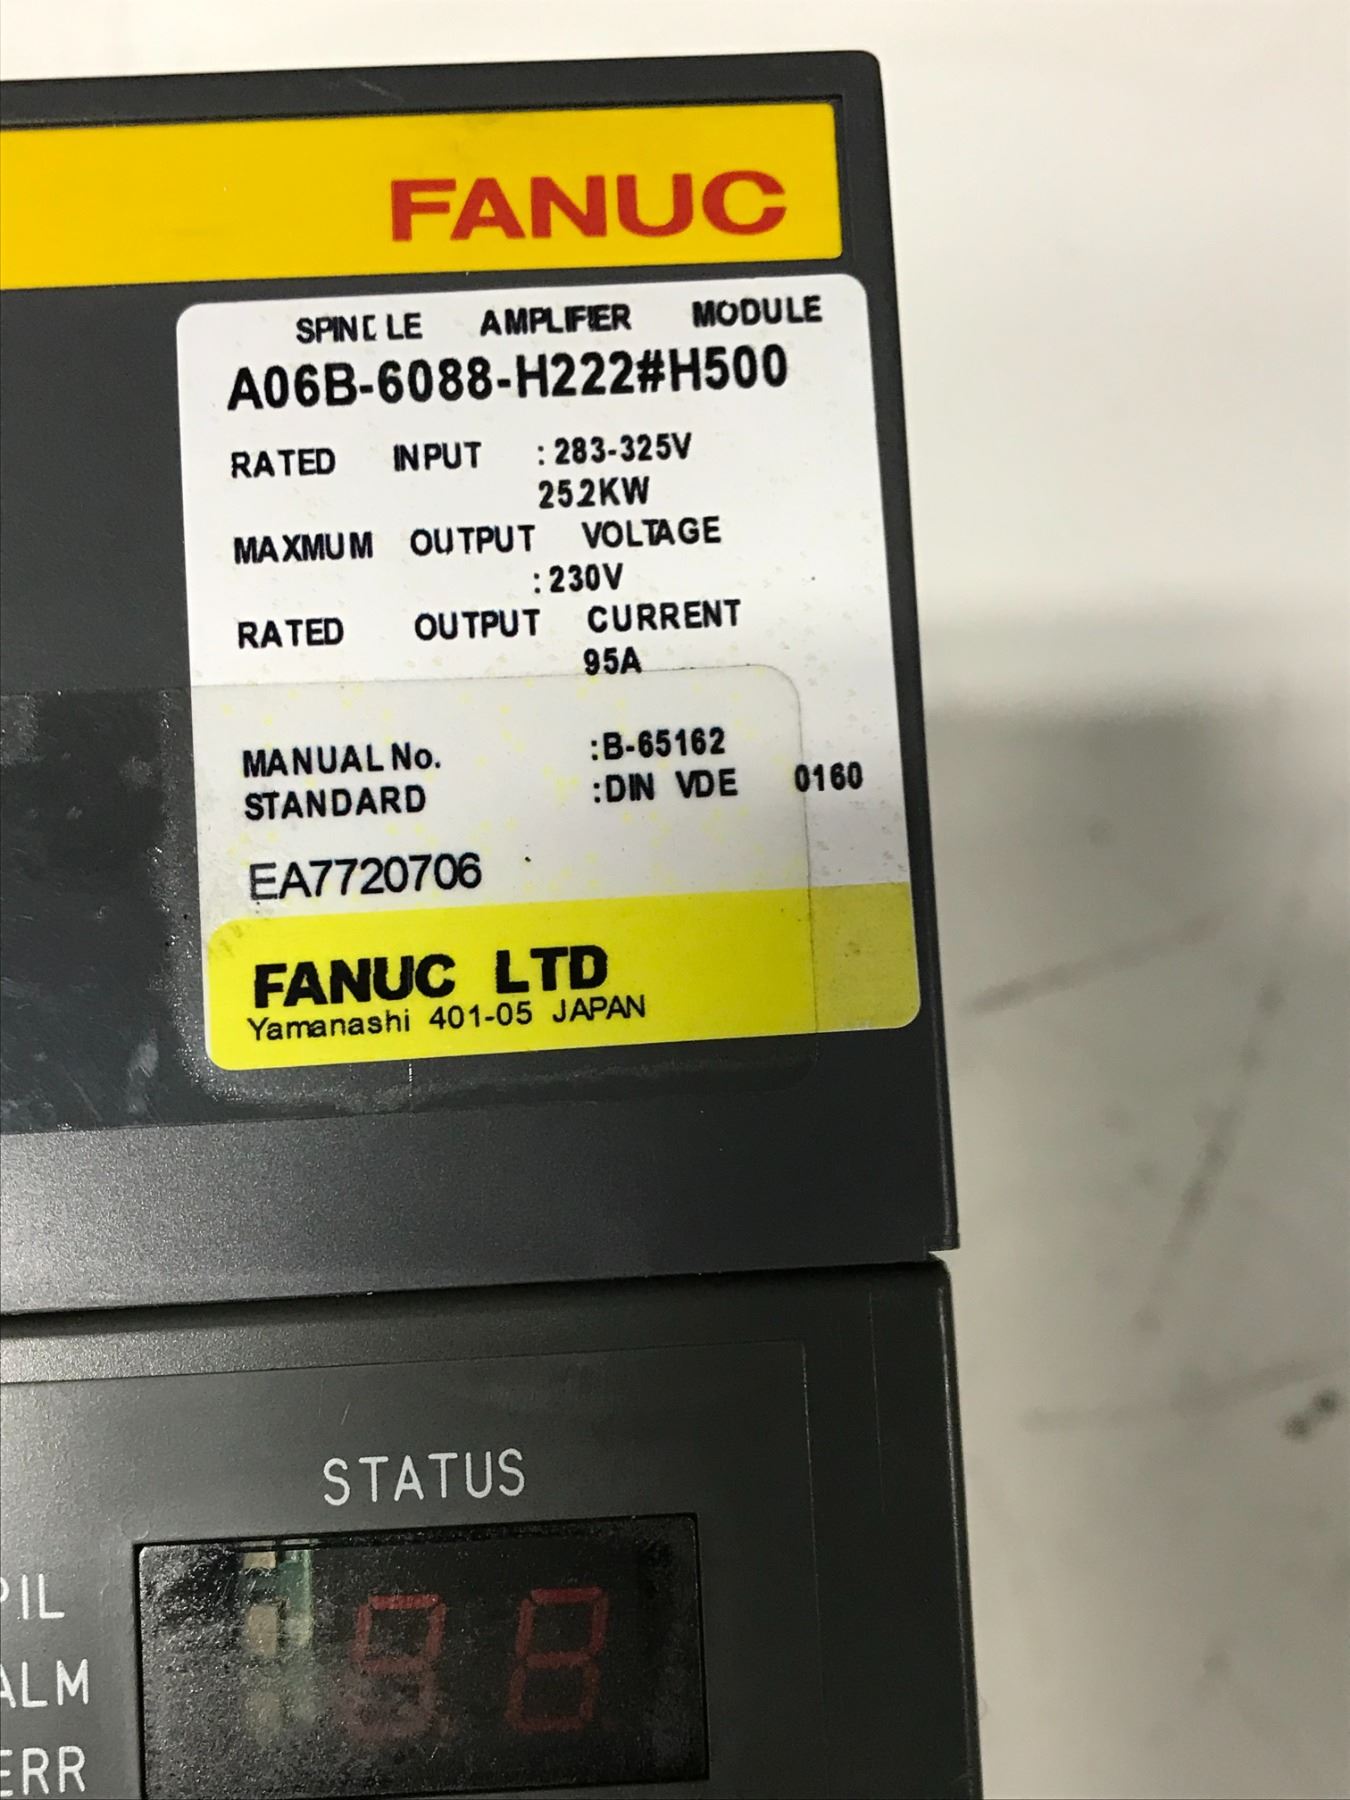 FANUC
SPINDLE AMPLIFIER MODULE
A06B-6088-H222#H500
RATED INPUT :283-325V
25.2KW
MAXMUM OUTPUT VOLTAGE
:230V
RATED OUTPUT CURRENT
95A
MANUAL No. :B-65162
STANDARD :DIN VDE 0160
EA7720706
FANUC LTD
Yamanashi 401-05 JAPAN
STATUS
PIL
ALM
ERR